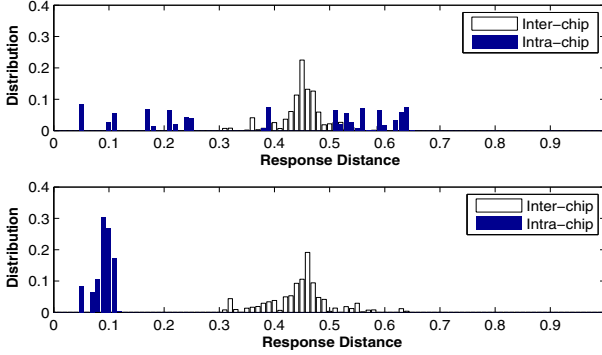 0.4
0.3
0.2
0.1
0
Distribution
Inter-chip
Intra-chip
0 0.1 0.2 0.3 0.4 0.5 0.6 0.7 0.8 0.9
Response Distance
0.4
0.3
0.2
0.1
0
Distribution
Inter-chip
Intra-chip
0 0.1 0.2 0.3 0.4 0.5 0.6 0.7 0.8 0.9
Response Distance